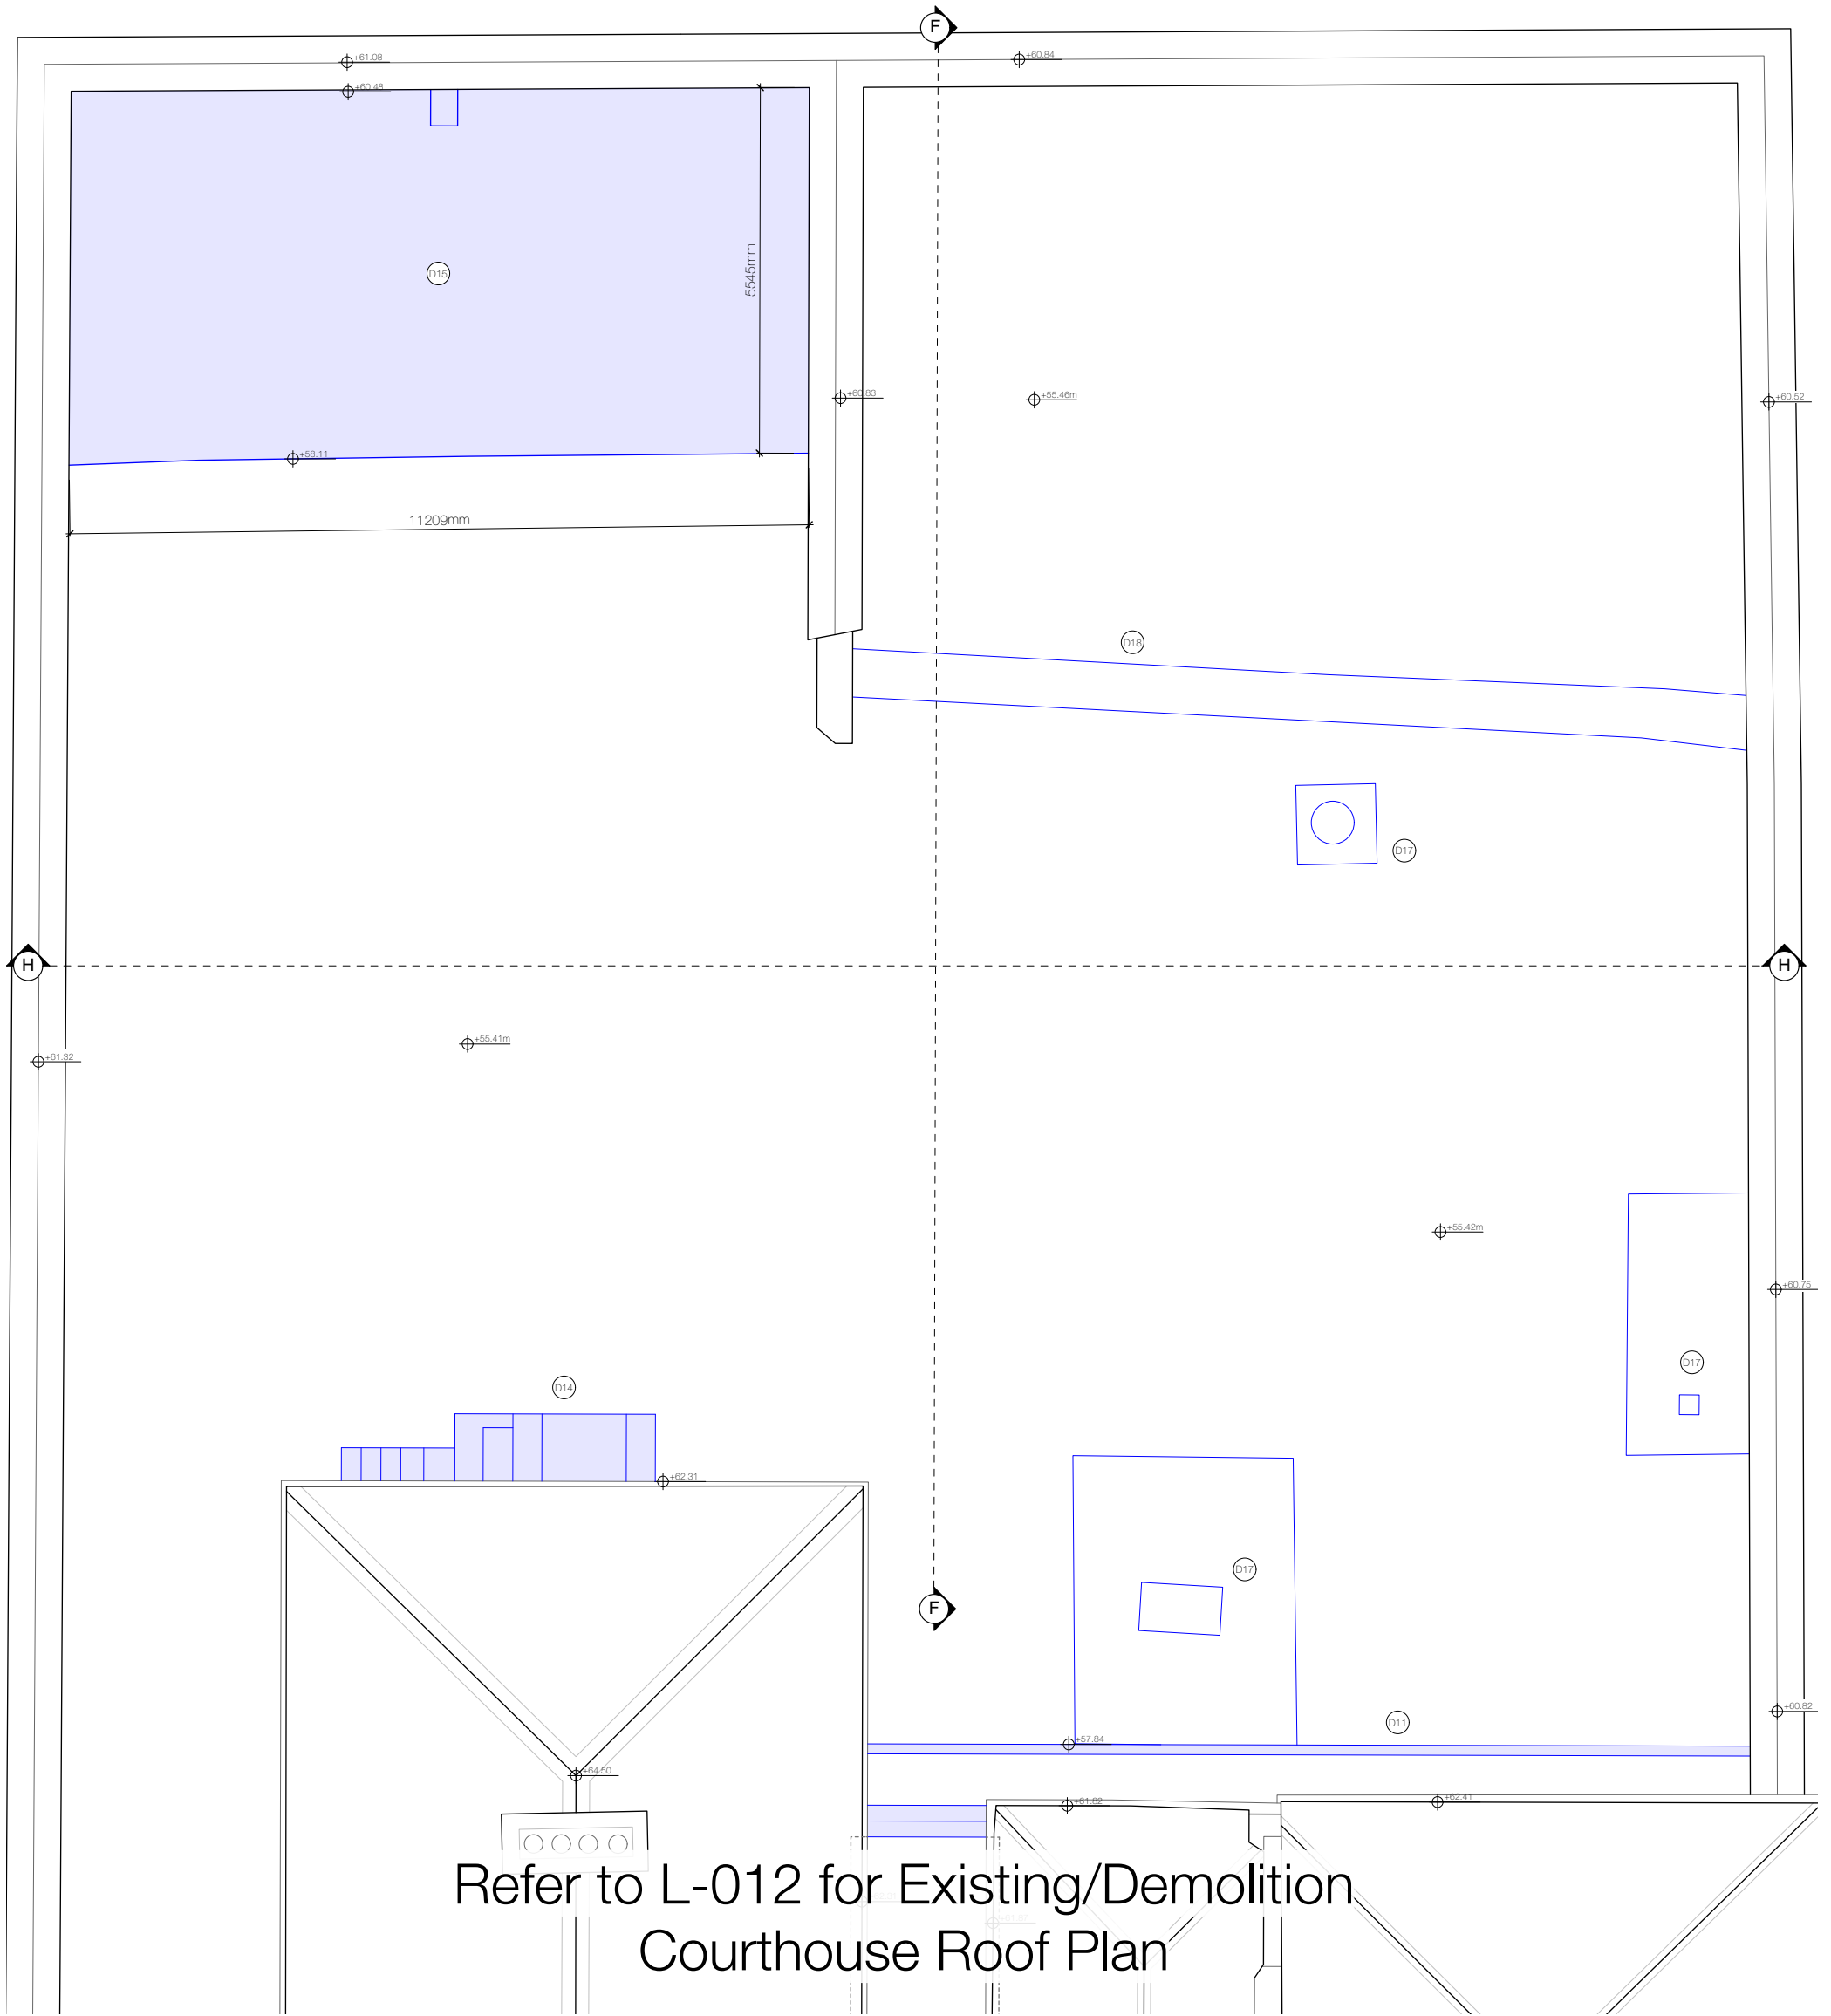 F
+61.08
+60.84
+60.48
D15
5545mm
+60.83
+55.46m
+60.52
+58.11
11209mm
D18
D17
H
H
+55.41m
+61.32
+55.42m
+60.75
D17
D14
+62.31
D17
F
+60.82
D11
+57.84
+64.50
+61.82
+62.41
Refer to L-012 for Existing/Demolition
Courthouse Roof Plan